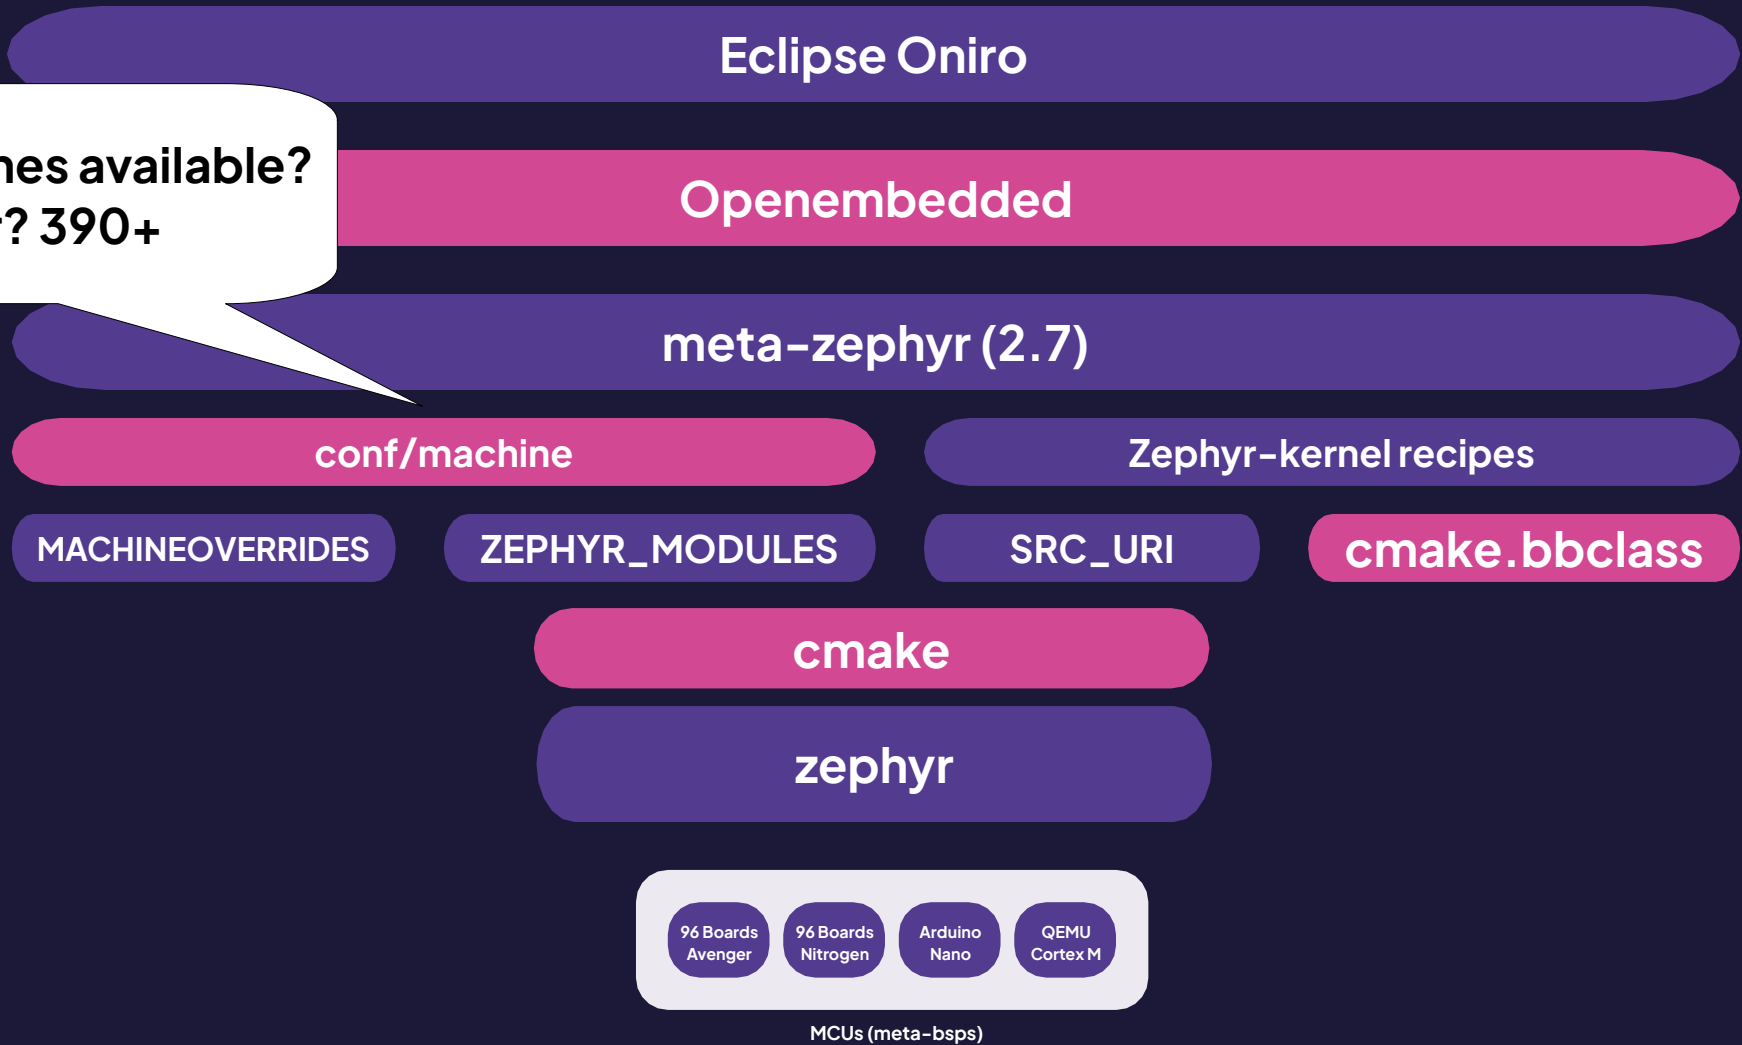 Eclipse Oniro
available?
? 390+
Openembedded
meta-zephyr (2.7)
conf/machine
Zephyr-kernel recipes
MACHINEOVERRIDES
ZEPHYR_MODULES
SRC_URI
cmake.bbclass
cmake
zephyr
96 Boards
Avenger
96 Boards
Nitrogen
Arduino
Nano
QEMU
Cortex M
MCUs (meta-bsps)